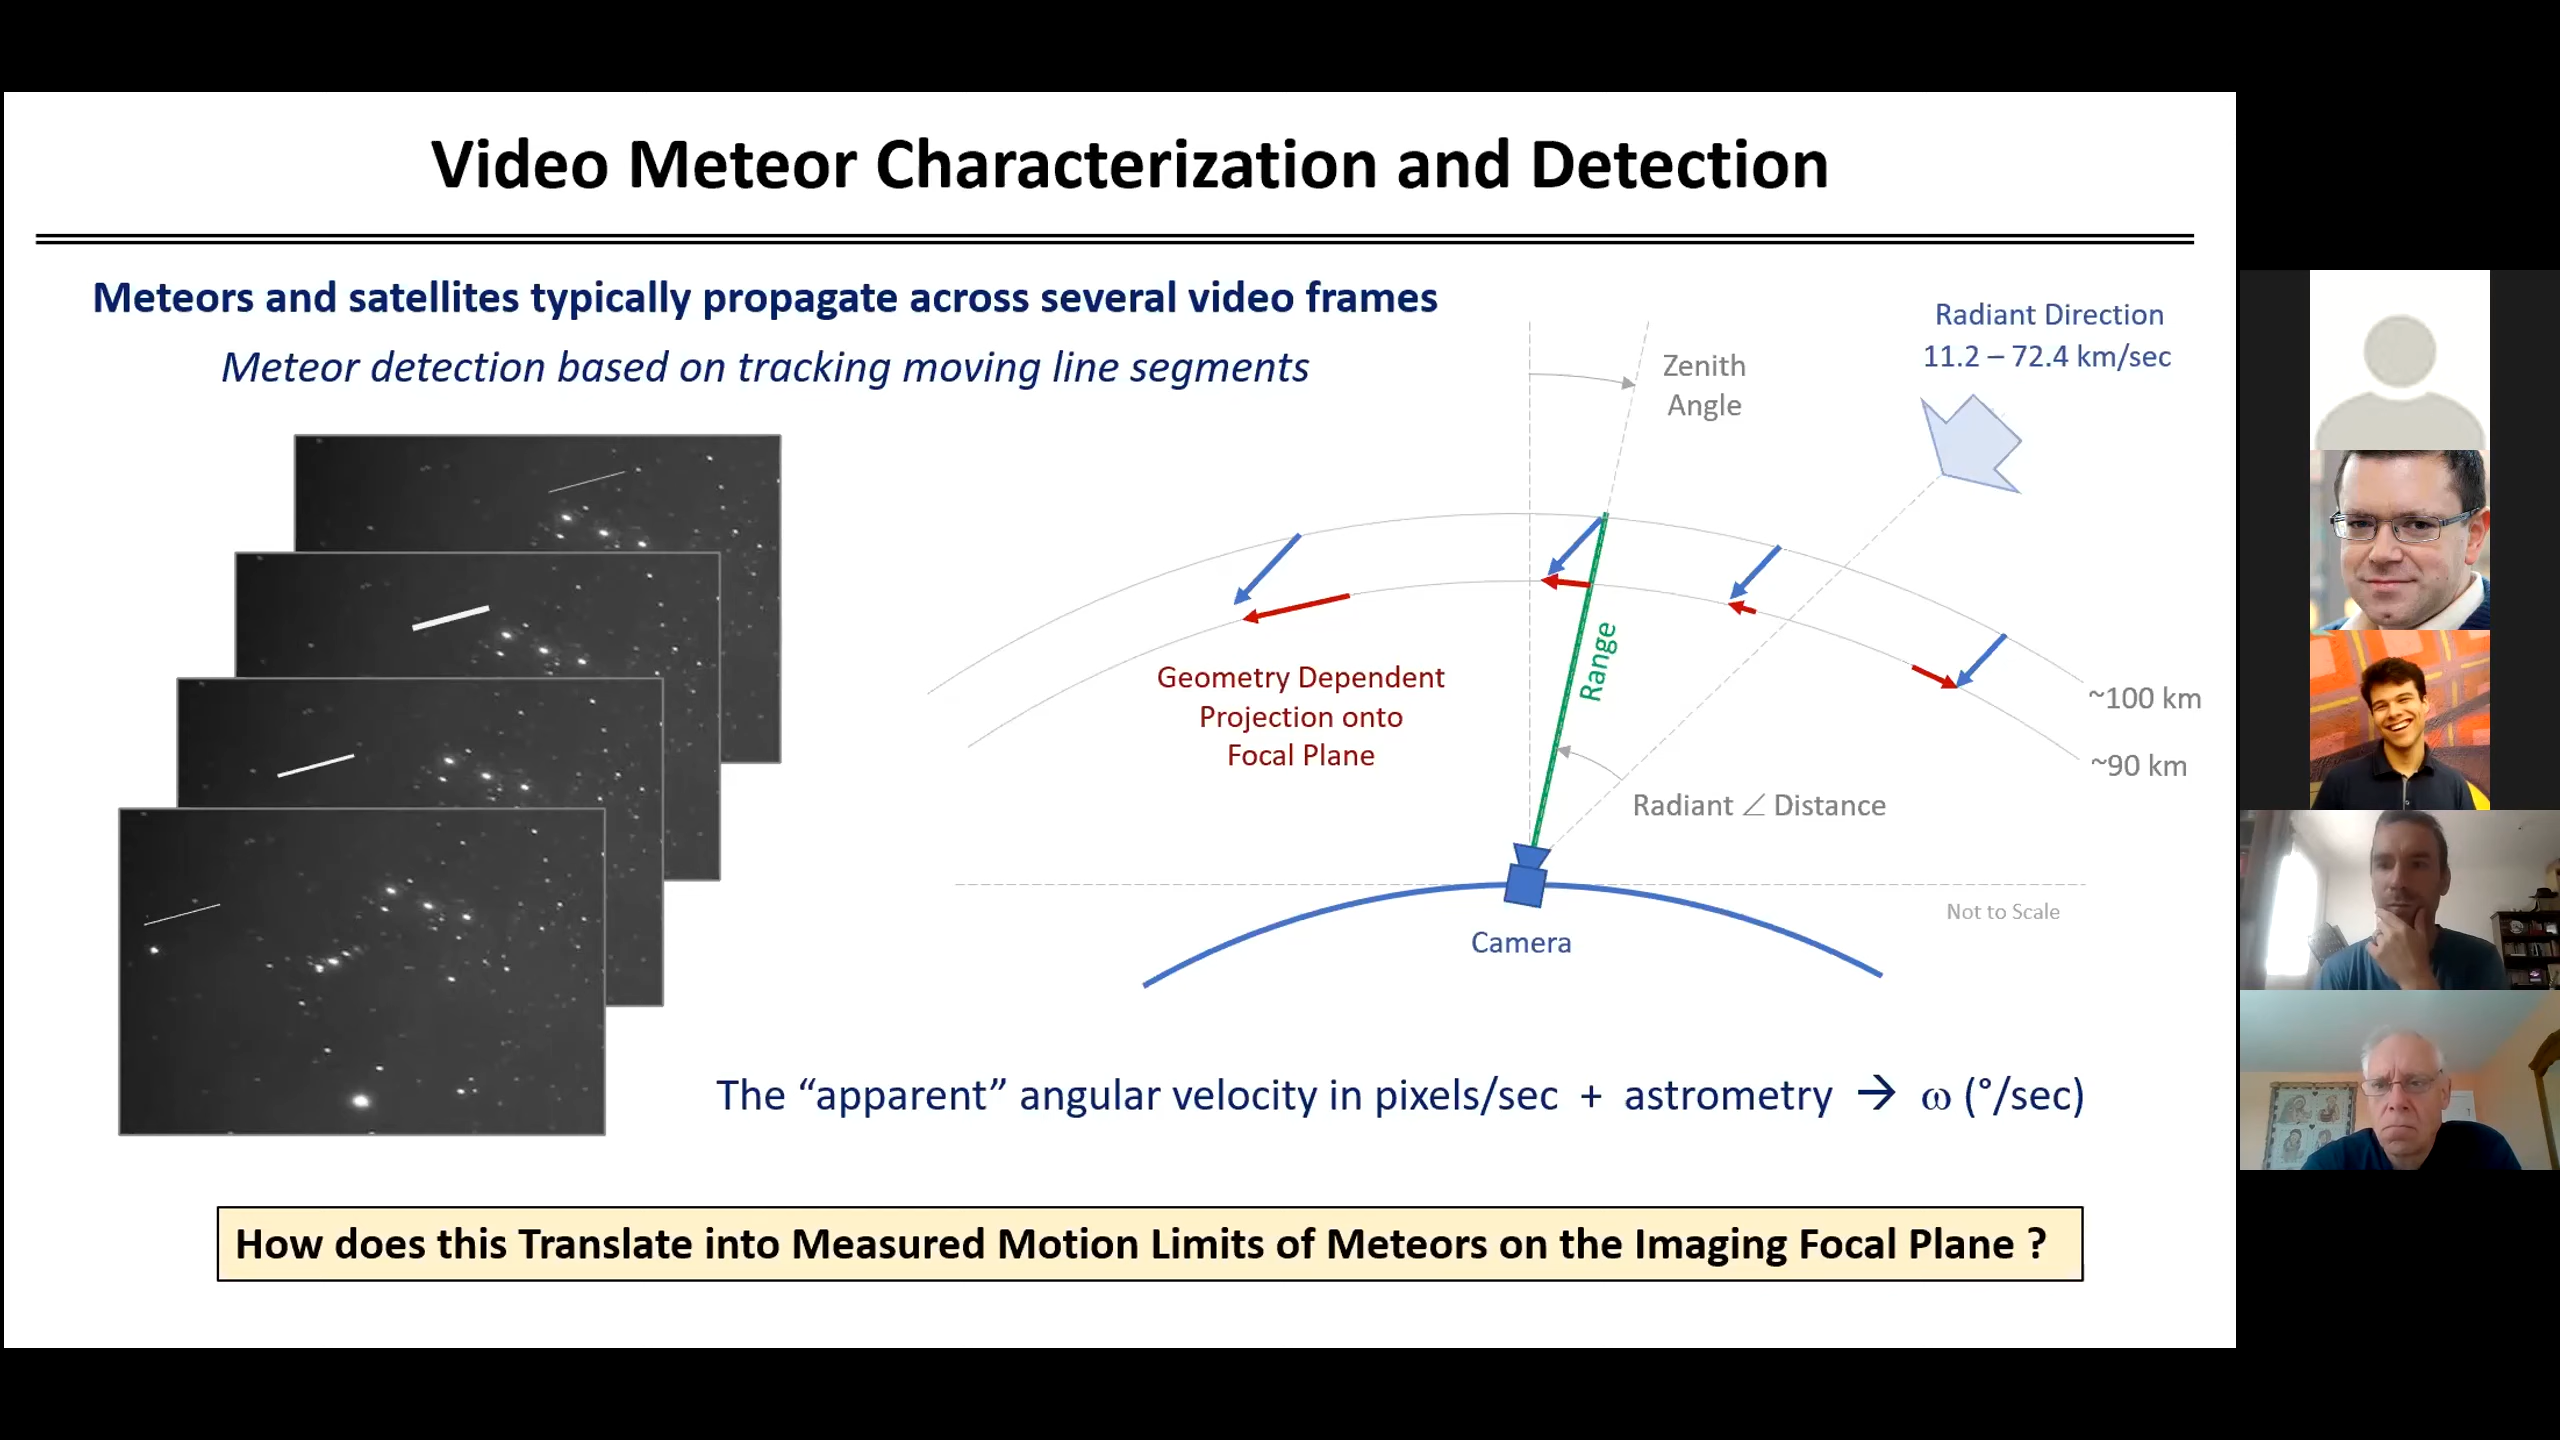 Video Meteor Characterization and Detection
Meteors and satellites typically propagate across several video frames
Meteor detection based on tracking moving line segments
Radiant Direction
11.2 – 72.4 km/sec
Zenith
Angle
Range
Geometry Dependent
Projection onto
Focal Plane
~100 km
~90 km
Radiant ∠ Distance
Not to Scale
Camera
The “apparent” angular velocity in pixels/sec + astrometry → ω (°/sec)
How does this Translate into Measured Motion Limits of Meteors on the Imaging Focal Plane ?